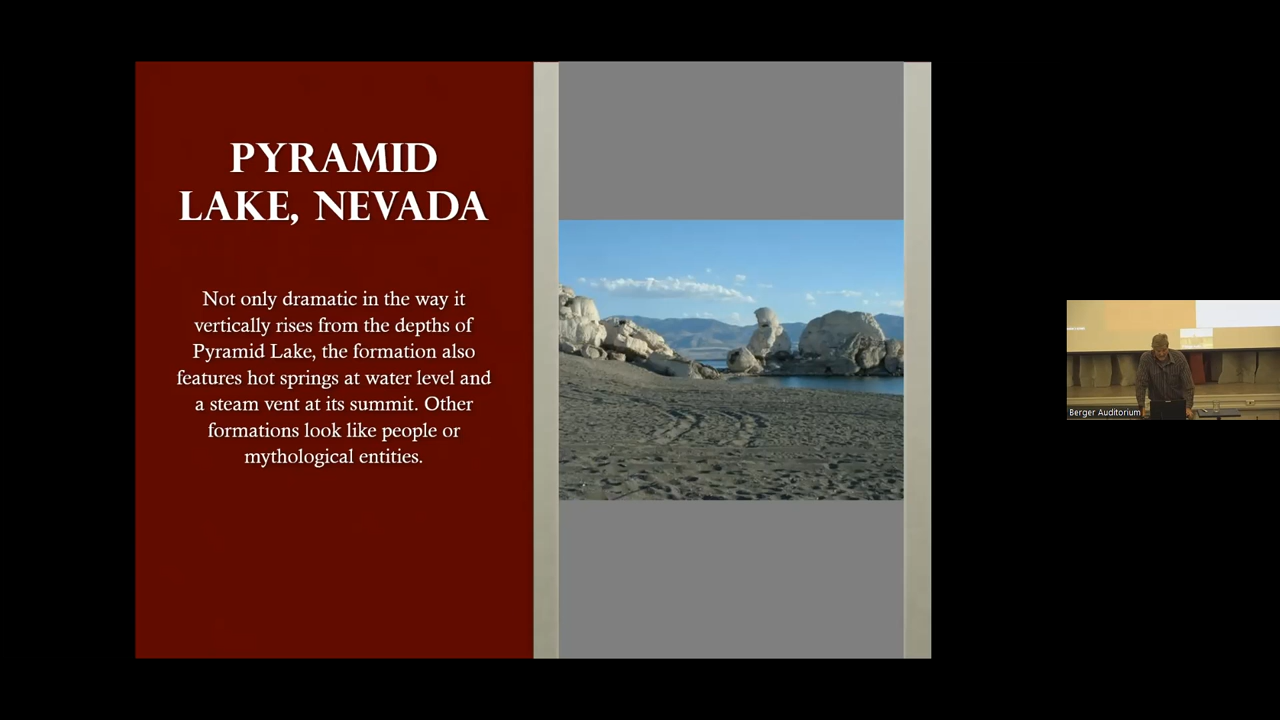 PYRAMID
LAKE, NEVADA
Not only dramatic in the way it
vertically rises from the depths of
Pyramid Lake, the formation also
features hot springs at water level and
a steam vent at its summit. Other
formations look like people or
mythological entities.
Berger Auditorium